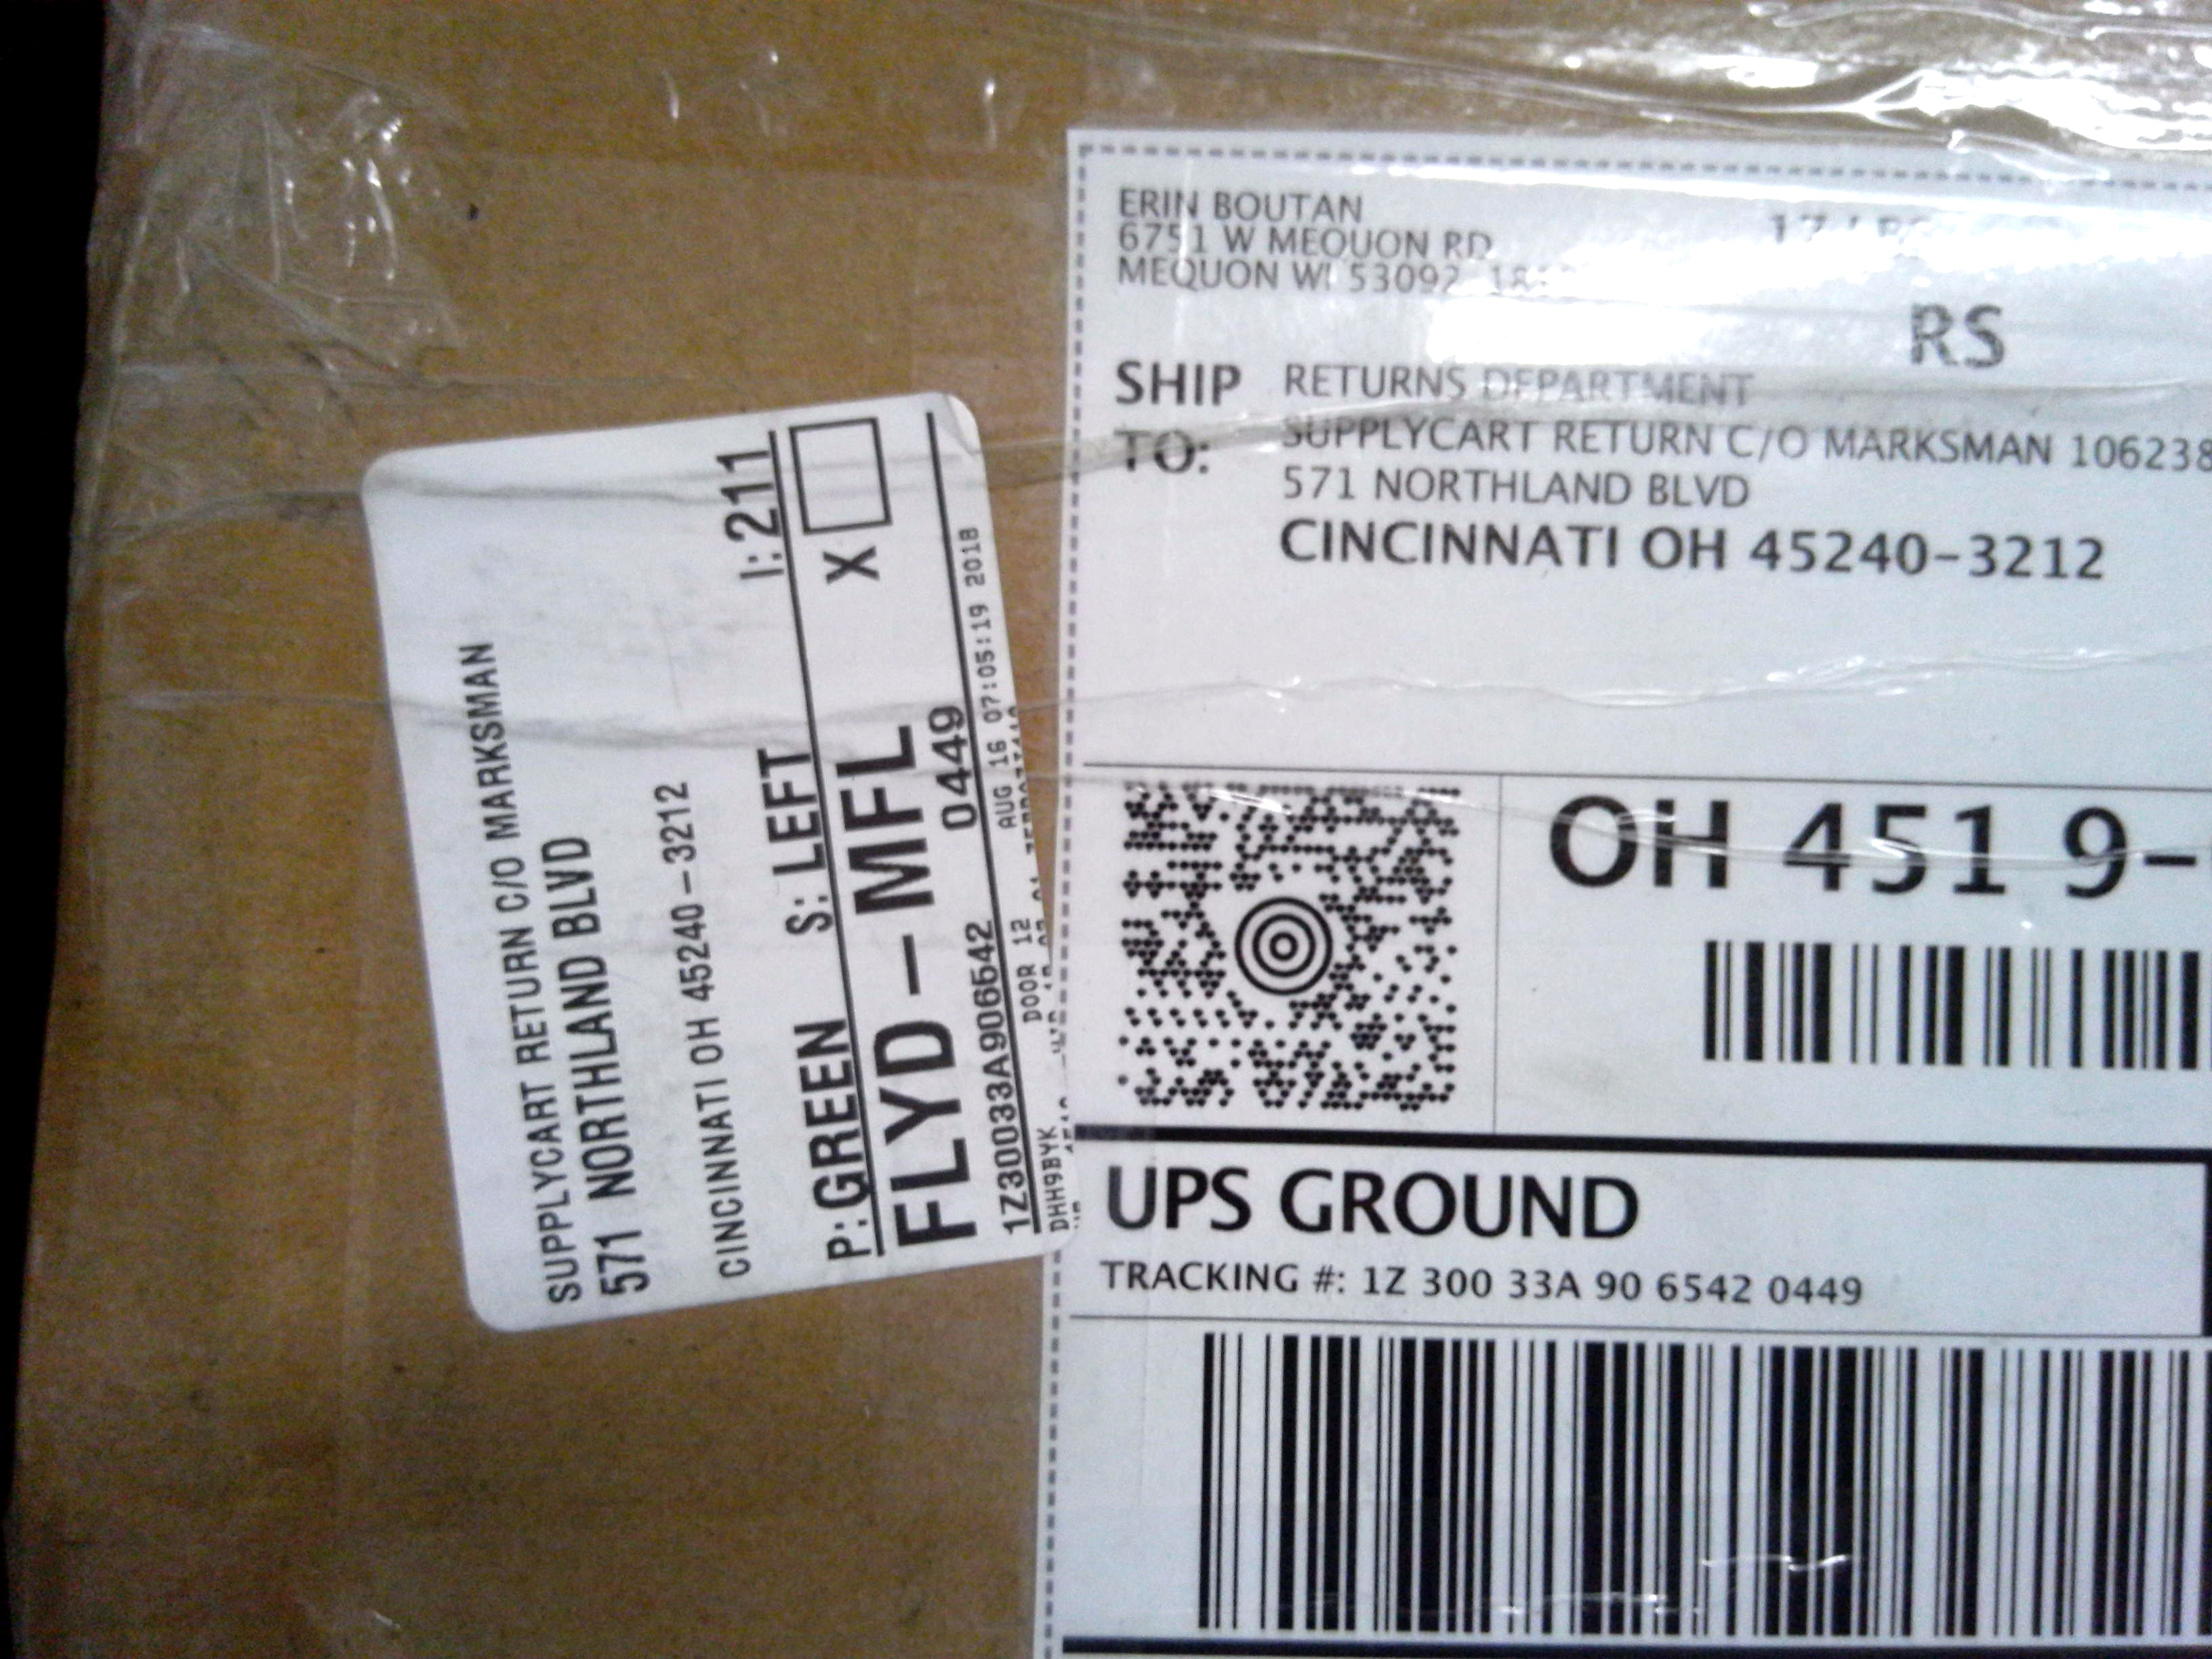 SUPPLYCART RETURN C/O MARKSMAN
571 NORTHLAND BLVD
CINCINNATI OH 45240-3212
P: GREEN S: LEFT I: 211
FLYD-MFL X
1Z30033A906542 0449
DOOR 12 AUG 16 07:05:19 2018
DHH9BYK
ERIN BOUTAN
6751 W MEQUON RD
MEQUON WI 53092
RS
SHIP TO:
RETURNS DEPARTMENT
SUPPLYCART RETURN C/O MARKSMAN 106238
571 NORTHLAND BLVD
CINCINNATI OH 45240-3212
OH 451 9-
UPS GROUND
TRACKING #: 1Z 300 33A 90 6542 0449